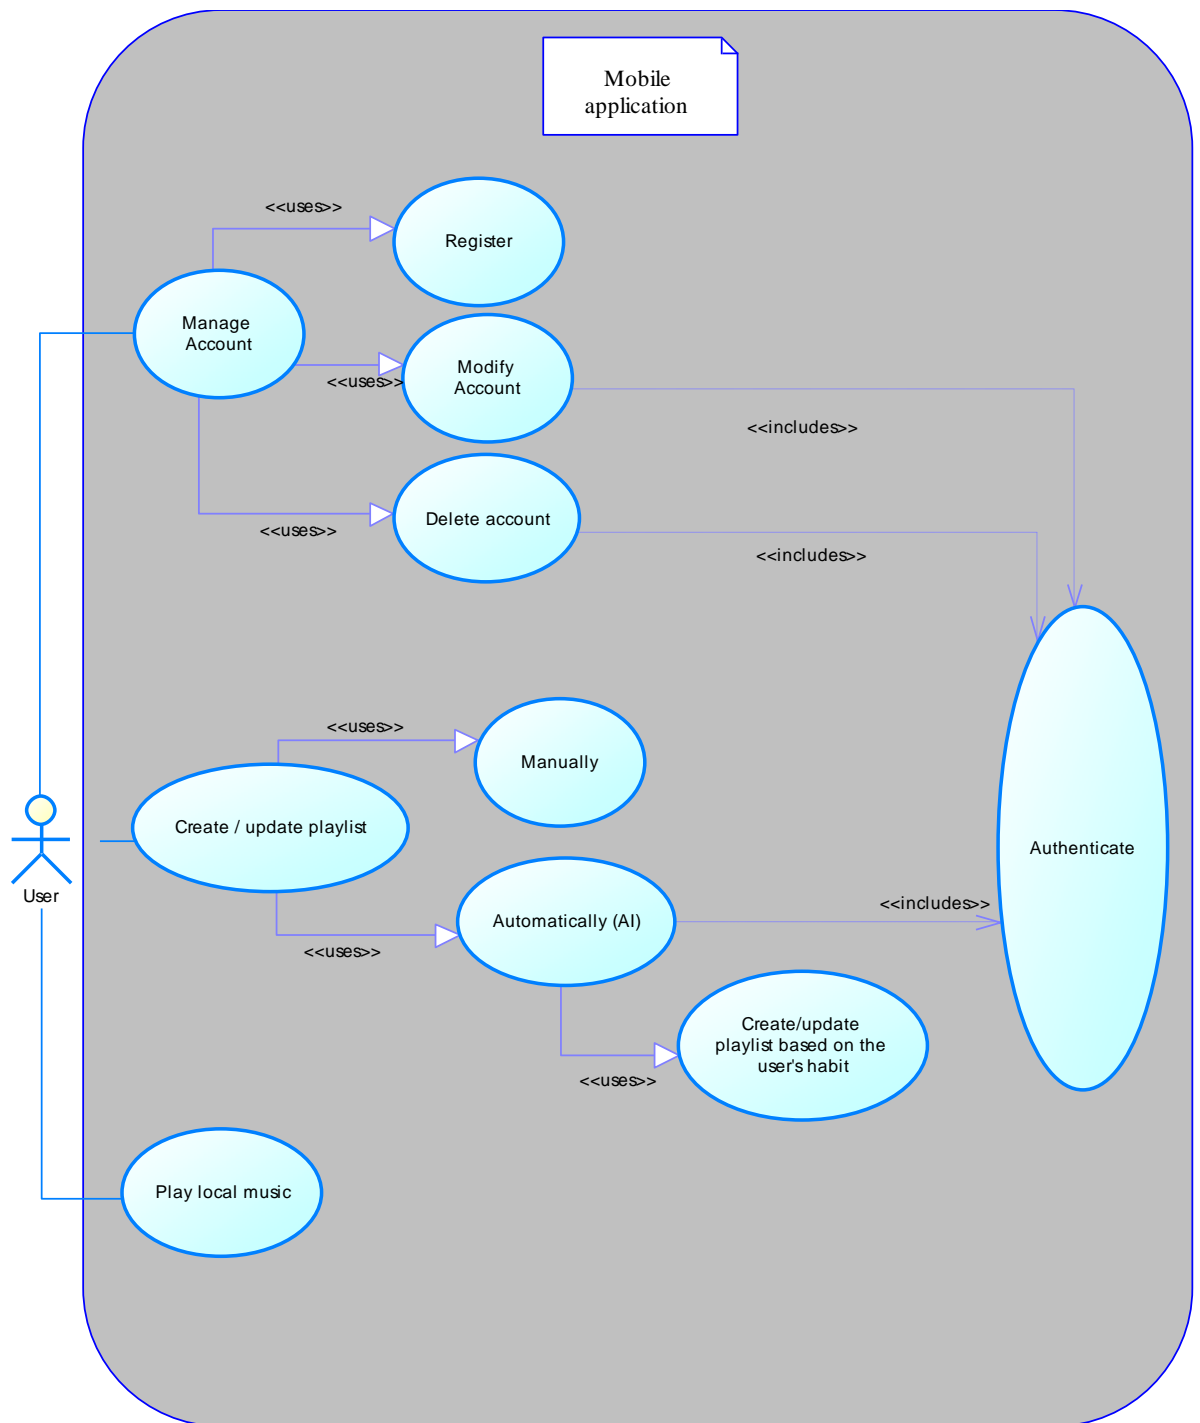 Mobile
application
<<uses>>
Register
Manage
Account
<<uses>>
Modify
Account
<<includes>>
Delete account
<<uses>>
<<includes>>
<<uses>>
Manually
Create / update playlist
Authenticate
User
<<includes>>
Automatically (AI)
<<uses>>
Create/update
playlist based on the
user's habit
<<uses>>
Play local music